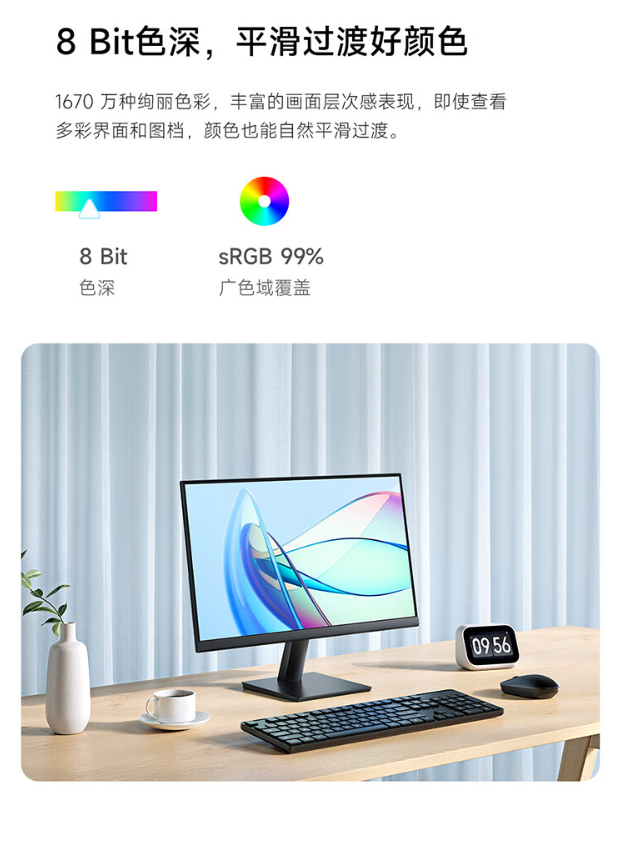 8 Bit色深，平滑过渡好颜色
1670 万种绚丽色彩，丰富的画面层次感表现，即使查看
多彩界面和图档，颜色也能自然平滑过渡。
8 Bit
sRGB 99%
色深
广色域覆盖
09 56